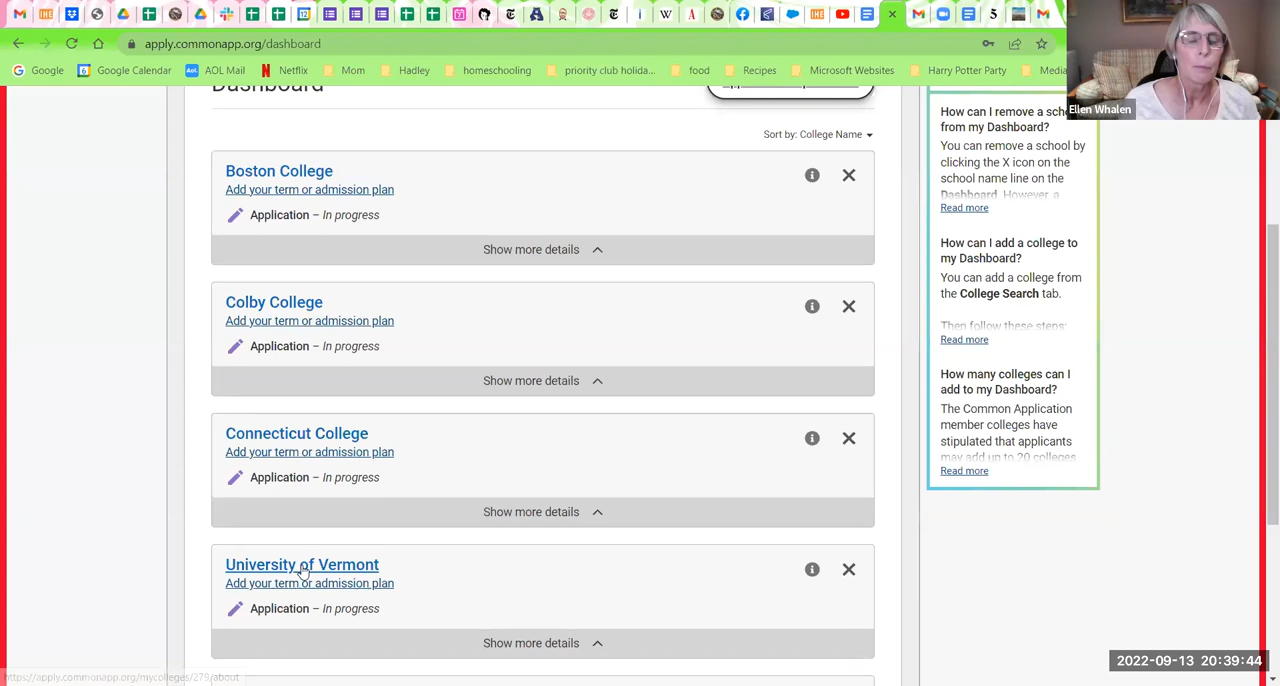 apply.commonapp.org/dashboard
Google
Google Calendar
AOL Mail
Netflix
Mom
Hadley
homeschooling
priority club holida...
food
Recipes
Microsoft Websites
Harry Potter Party
Media
Ellen Whalen
Dashboard
Sort by: College Name
Boston College
Add your term or admission plan
Application – In progress
Show more details
Colby College
Add your term or admission plan
Application – In progress
Show more details
Connecticut College
Add your term or admission plan
Application – In progress
Show more details
University of Vermont
Add your term or admission plan
Application – In progress
Show more details
How can I remove a
from my Dashboard?
You can remove a school by
clicking the X icon on the
school name line on the
Dashboard. However, a
Read more
How can I add a college to
my Dashboard?
You can add a college from
the College Search tab.
Then follow these steps:
Read more
How many colleges can I
add to my Dashboard?
The Common Application
member colleges have
stipulated that applicants
may add up to 20 colleges
Read more
https://apply.commonapp.org/mycolleges/279/about
2022-09-13 20:39:44